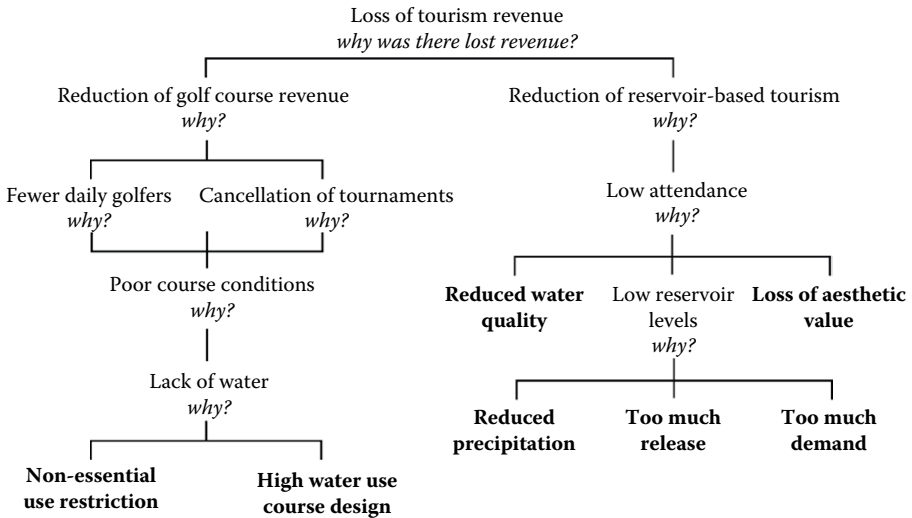 Loss of tourism revenue
why was there lost revenue?
Reduction of golf course revenue
why?
Reduction of reservoir-based tourism
why?
Fewer daily golfers
why?
Cancellation of tournaments
why?
Low attendance
why?
Poor course conditions
why?
Reduced water
quality
Low reservoir
levels
why?
Loss of aesthetic
value
Lack of water
why?
Reduced
precipitation
Too much
release
Too much
demand
Non-essential
use restriction
High water use
course design